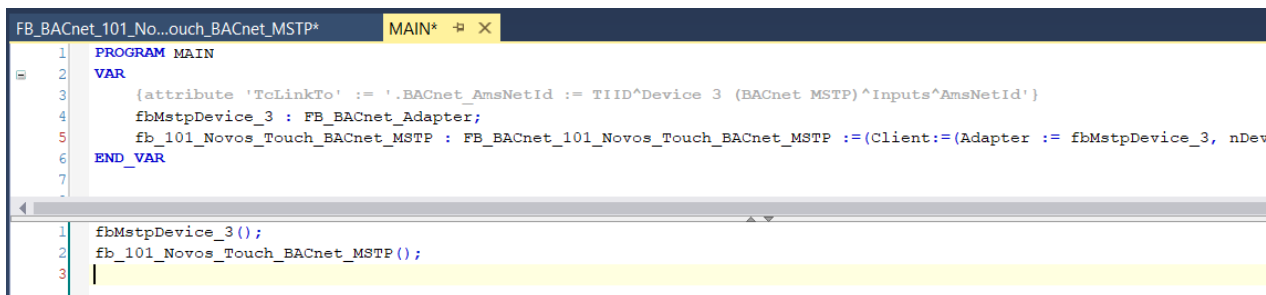 FB_BACnet_101_No...ouch_BACnet_MSTP*
MAIN*
1 PROGRAM MAIN
2 VAR
3 {attribute 'TcLinkTo' := '.BACnet_AmsNetId := TIID^Device 3 (BACnet MSTP)^Inputs^AmsNetId'}
4 fbMstpDevice_3 : FB_BACnet_Adapter;
5 fb_101_Novos_Touch_BACnet_MSTP : FB_BACnet_101_Novos_Touch_BACnet_MSTP :=(Client:=(Adapter := fbMstpDevice_3, nDev
6 END_VAR
7
1 fbMstpDevice_3();
2 fb_101_Novos_Touch_BACnet_MSTP();
3